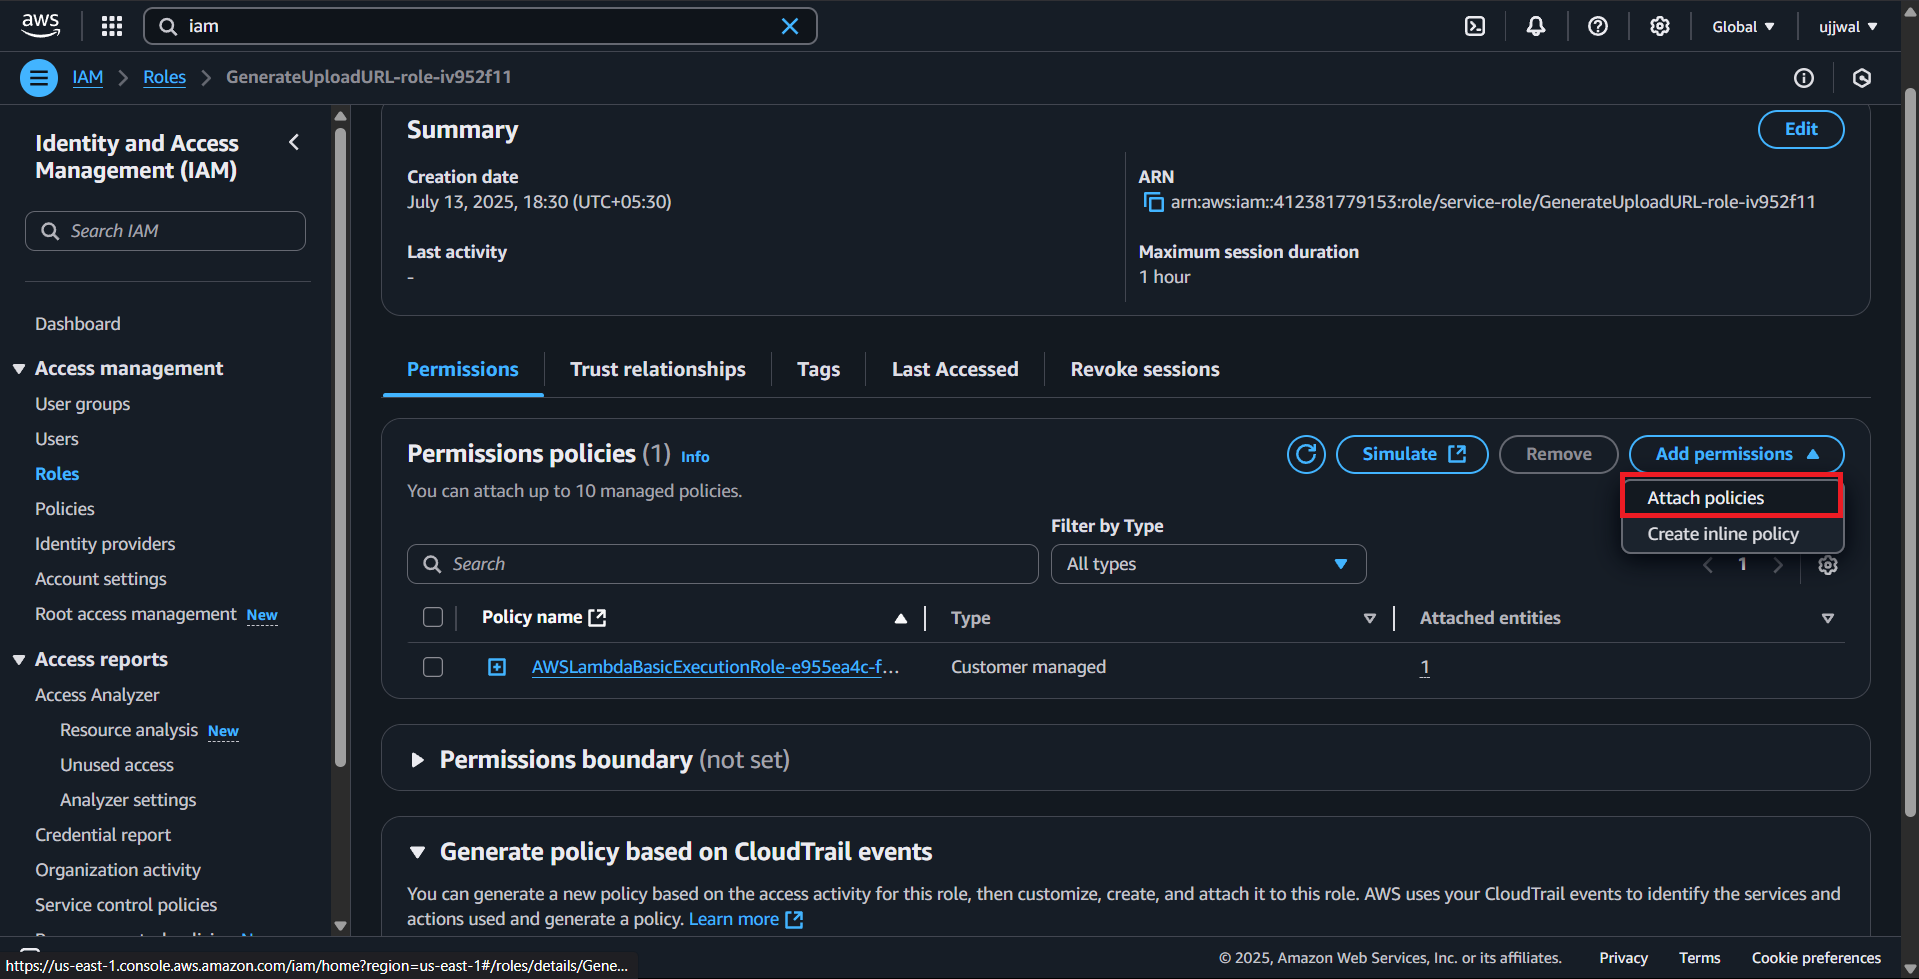 aws
iam
Global
ujjwal
IAM
Roles
GenerateUploadURL-role-iv952f11
Identity and Access
Management (IAM)
Search IAM
Dashboard
Access management
User groups
Users
Roles
Policies
Identity providers
Account settings
Root access management New
Access reports
Access Analyzer
Resource analysis New
Unused access
Analyzer settings
Credential report
Organization activity
Service control policies
Summary
Edit
Creation date
July 13, 2025, 18:30 (UTC+05:30)
ARN
arn:aws:iam::412381779153:role/service-role/GenerateUploadURL-role-iv952f11
Last activity
-
Maximum session duration
1 hour
Permissions
Trust relationships
Tags
Last Accessed
Revoke sessions
Permissions policies (1) Info
You can attach up to 10 managed policies.
Simulate
Remove
Add permissions
Attach policies
Create inline policy
Filter by Type
Search
All types
1
Policy name
Type
Attached entities
AWSLambdaBasicExecutionRole-e955ea4c-f...
Customer managed
1
Permissions boundary (not set)
Generate policy based on CloudTrail events
You can generate a new policy based on the access activity for this role, then customize, create, and attach it to this role. AWS uses your CloudTrail events to identify the services and
actions used and generate a policy. Learn more
https://us-east-1.console.aws.amazon.com/iam/home?region=us-east-1#/roles/details/Gene...
© 2025, Amazon Web Services, Inc. or its affiliates.
Privacy
Terms
Cookie preferences